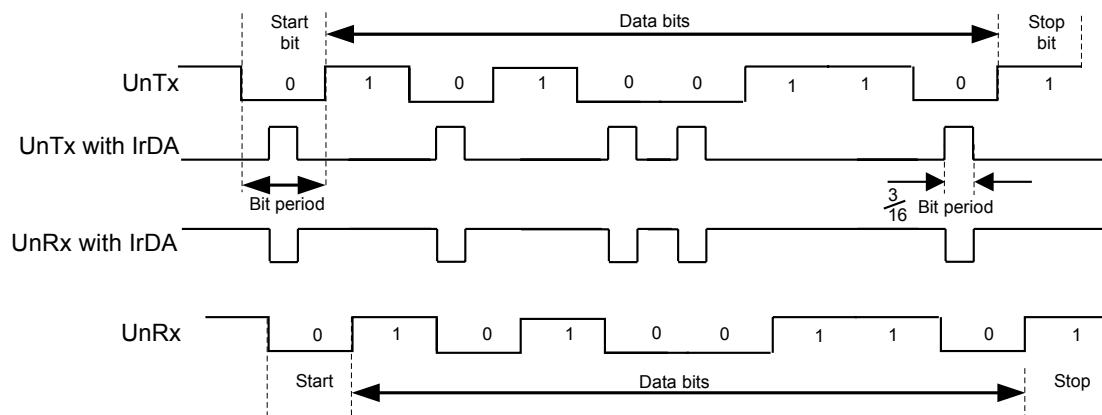 Start
bit
Data bits
Stop
bit
UnTx
0 1 0 1 0 0 1 1 0 1
UnTx with IrDA
Bit period
3/16 Bit period
UnRx with IrDA
UnRx
0 1 0 1 0 0 1 1 0 1
Start
Data bits
Stop